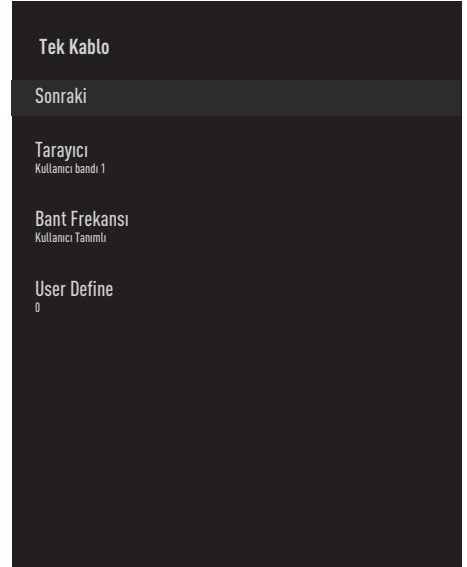 Tek Kablo
Sonraki
Tarayıcı
Kullanıcı bandı 1
Bant Frekansı
Kullanıcı Tanımlı
User Define
0